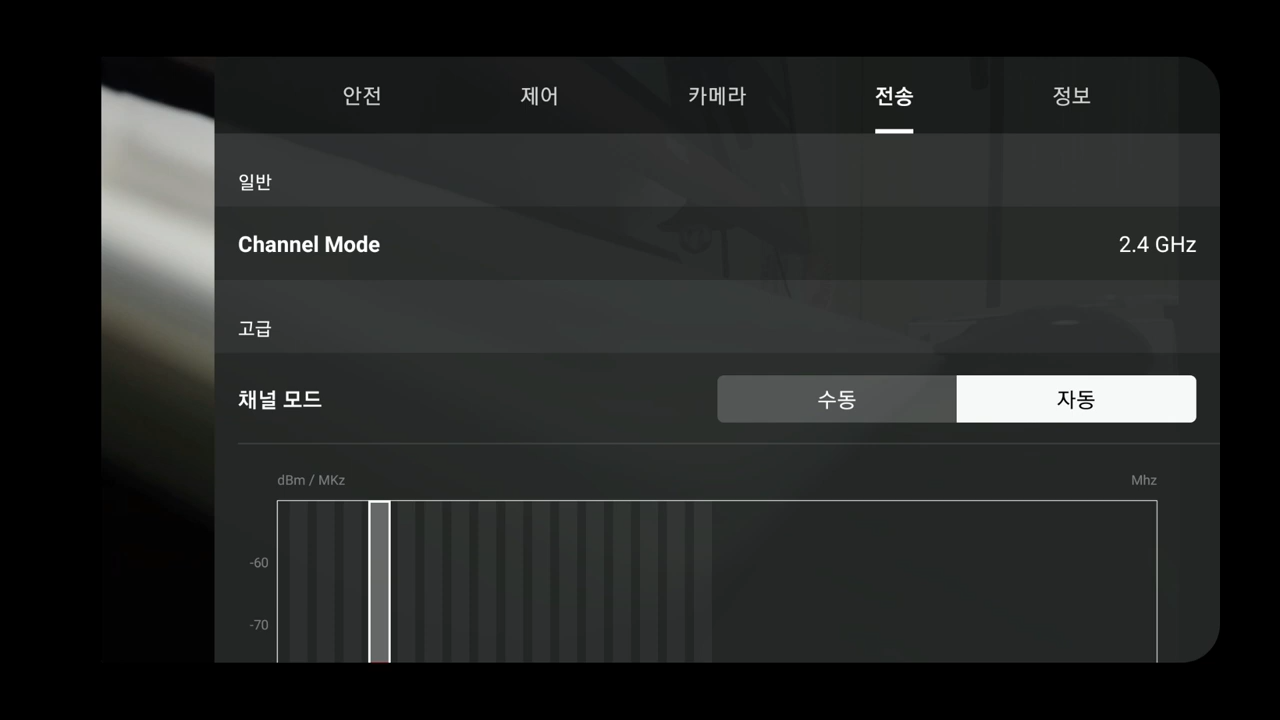 안전 제어 카메라 전송 정보
일반
Channel Mode 2.4 GHz
고급
채널 모드 수동 자동
dBm / MKz Mhz
-60
-70